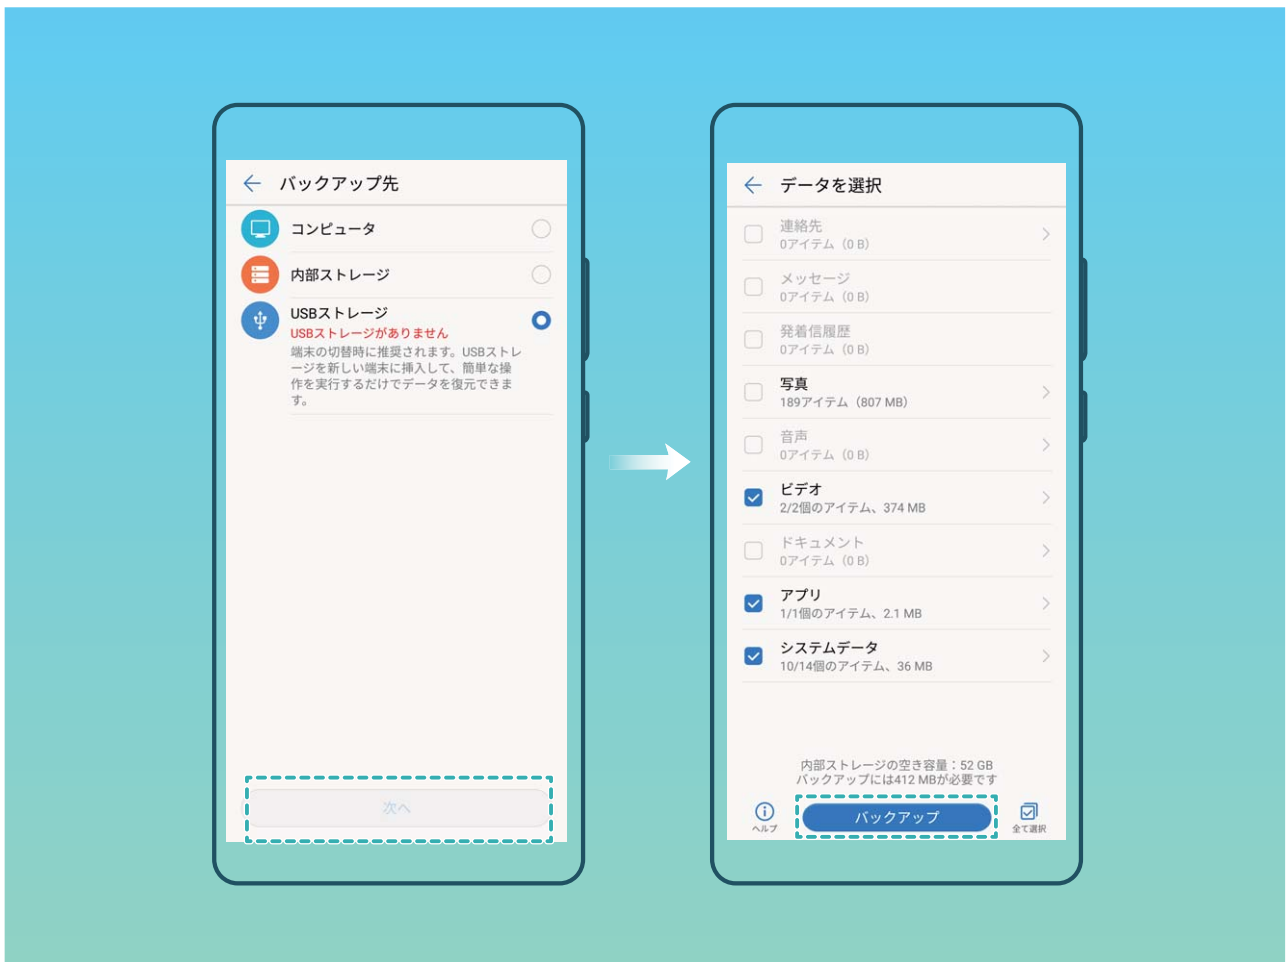 バックアップ先
コンピュータ
内部ストレージ
USBストレージ
USBストレージがありません
端末の切替時に推奨されます。USBストレ
ージを新しい端末に挿入して、簡単な操
作を実行するだけでデータを復元できま
す。
次へ
データを選択
連絡先
0アイテム（0 B）
メッセージ
0アイテム（0 B）
発着信履歴
0アイテム（0 B）
写真
189アイテム（807 MB）
音声
0アイテム（0 B）
ビデオ
2/2個のアイテム、374 MB
ドキュメント
0アイテム（0 B）
アプリ
1/1個のアイテム、2.1 MB
システムデータ
10/14個のアイテム、36 MB
内部ストレージの空き容量：52 GB
バックアップには412 MBが必要です
ヘルプ
バックアップ
全て選択